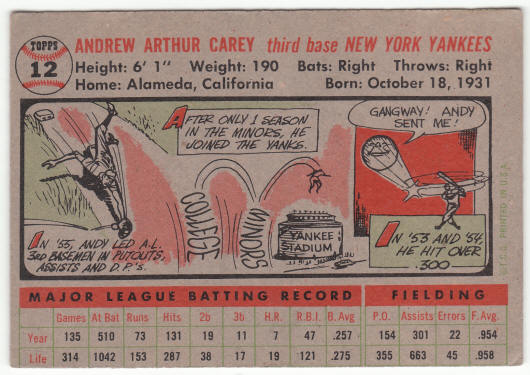 TOPPS
12
ANDREW ARTHUR CAREY third base NEW YORK YANKEES
Height: 6' 1" Weight: 190 Bats: Right Throws: Right
Home: Alameda, California Born: October 18, 1931
AFTER ONLY 1 SEASON
IN THE MINORS, HE
JOINED THE YANKS.
COLLEGE
MINORS
YANKEE
STADIUM
IN '55, ANDY LED A.L.
3RD BASEMEN IN PUTOUTS,
ASSISTS AND D.P.'s.
GANGWAY! ANDY
SENT ME!
IN '53 AND '54,
HE HIT OVER
.300
T.C.G. PRINTED IN U.S.A.
MAJOR LEAGUE BATTING RECORD FIELDING
Games At Bat Runs Hits 2b 3b H.R. R.B.I. B.Avg. P.O. Assists Errors F.Avg.
Year 135 510 73 131 19 11 7 47 .257 154 301 22 .954
Life 314 1042 153 287 38 17 19 121 .275 355 663 45 .958